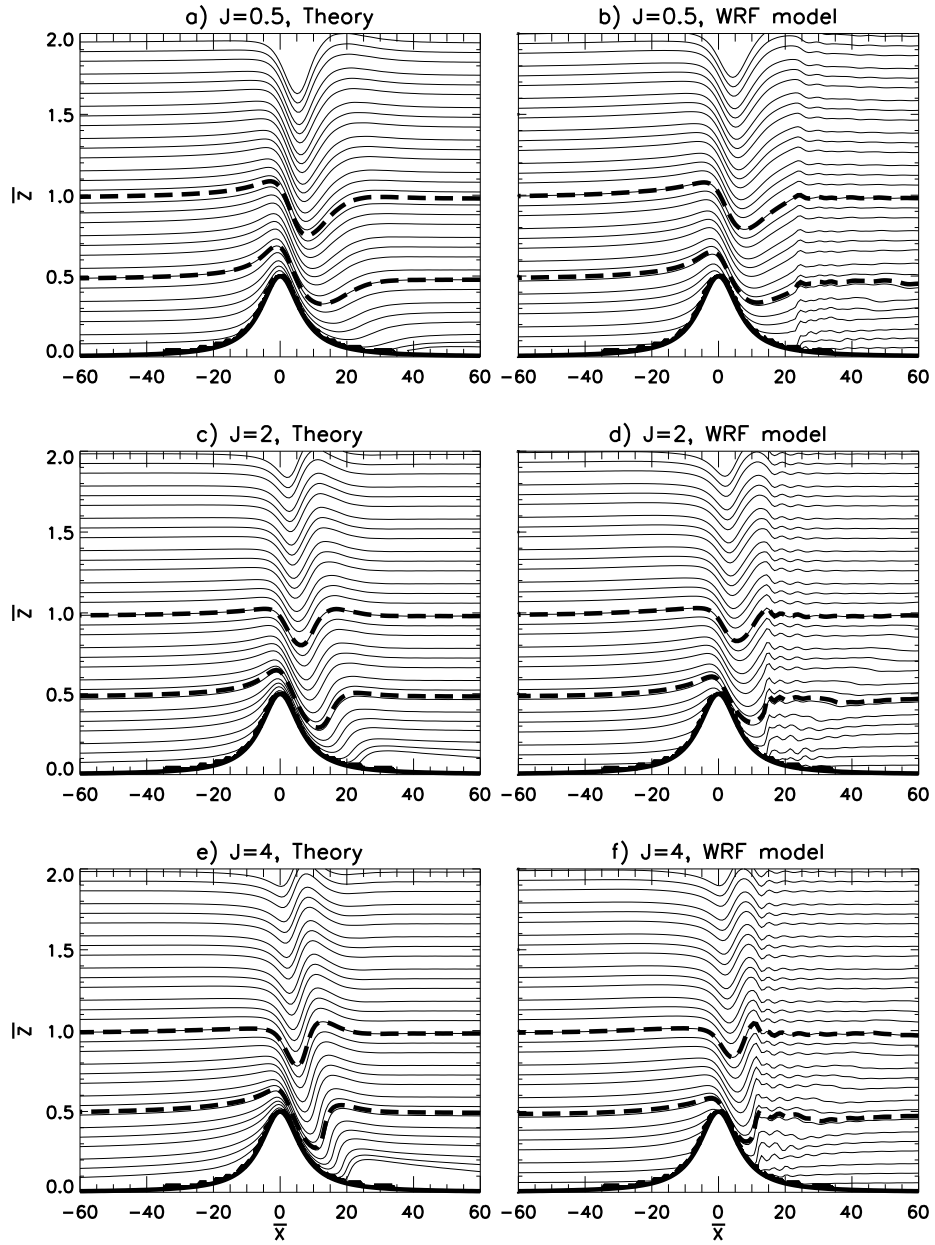 a) J=0.5, Theory
b) J=0.5, WRF model
2.0
1.5
1.0
0.5
0.0
z
-60 -40 -20 0 20 40 60
-60 -40 -20 0 20 40 60
c) J=2, Theory
d) J=2, WRF model
2.0
1.5
1.0
0.5
0.0
z
-60 -40 -20 0 20 40 60
-60 -40 -20 0 20 40 60
e) J=4, Theory
f) J=4, WRF model
2.0
1.5
1.0
0.5
0.0
z
-60 -40 -20 0 20 40 60
-60 -40 -20 0 20 40 60
x
x